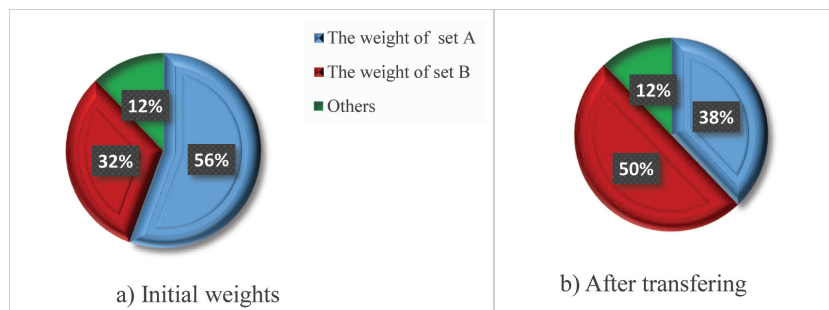 The weight of set A
The weight of set B
Others
12%
32%
56%
a) Initial weights
12%
38%
50%
b) After transfering